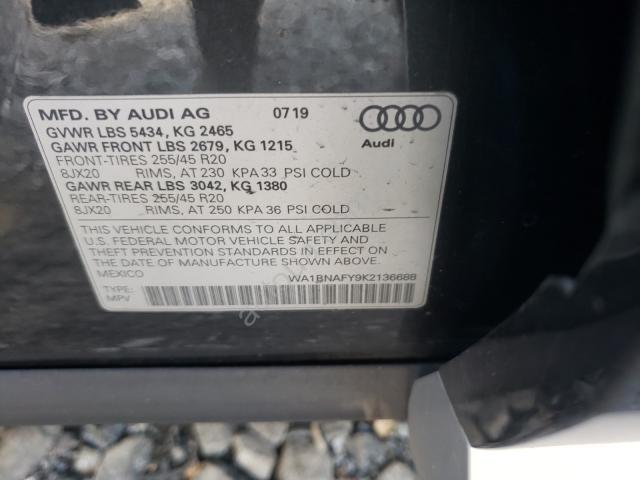 MFD. BY AUDI AG 07 19
GVWR LBS 5434, KG 2465
GAWR FRONT LBS 2679, KG 1215
FRONT-TIRES 255/45 R20
8JX20 RIMS, AT 230 KPA 33 PSI COLD
GAWR REAR LBS 3042, KG 1380
REAR-TIRES 255/45 R20
8JX20 RIMS, AT 250 KPA 36 PSI COLD
Audi
THIS VEHICLE CONFORMS TO ALL APPLICABLE
U.S. FEDERAL MOTOR VEHICLE SAFETY AND
THEFT PREVENTION STANDARDS IN EFFECT ON
THE DATE OF MANUFACTURE SHOWN ABOVE.
MEXICO WA1BNAFY9K2136688
TYPE:
MPV